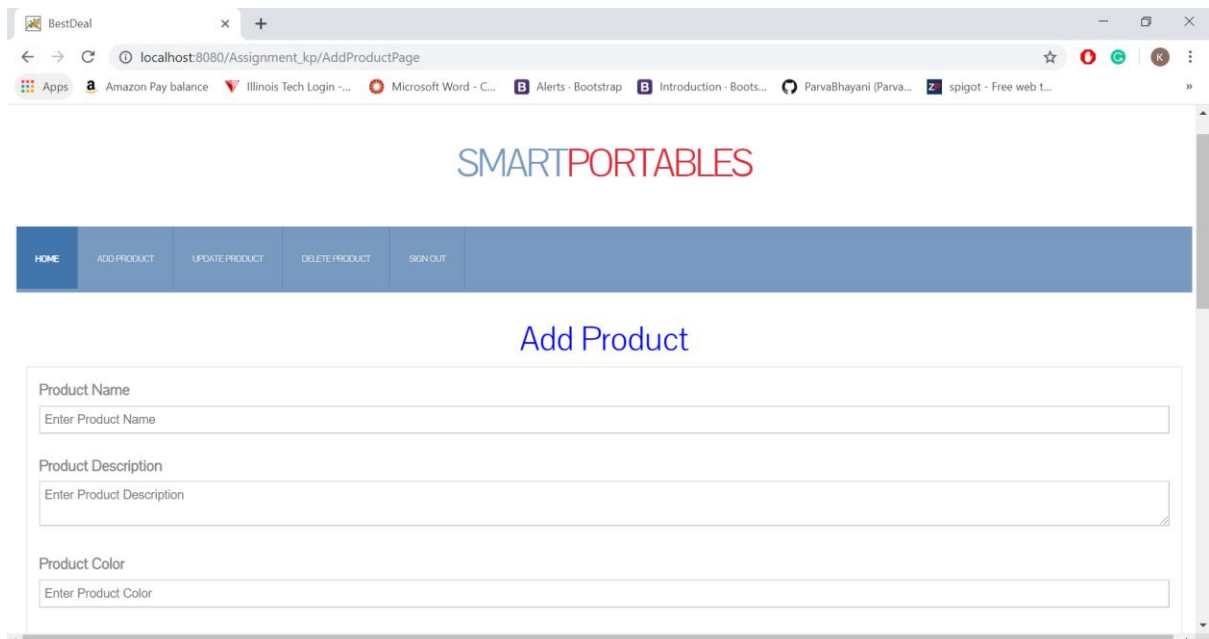 BestDeal
localhost:8080/Assignment_kp/AddProductPage
K
Apps
a Amazon Pay balance
Illinois Tech Login -...
Microsoft Word - C...
B Alerts · Bootstrap
B Introduction · Boots...
ParvaBhayani (Parva...
spigot - Free web t...
»
SMARTPORTABLES
HOME ADD PRODUCT UPDATE PRODUCT DELETE PRODUCT SIGN OUT
Add Product
Product Name
Enter Product Name
Product Description
Enter Product Description
Product Color
Enter Product Color